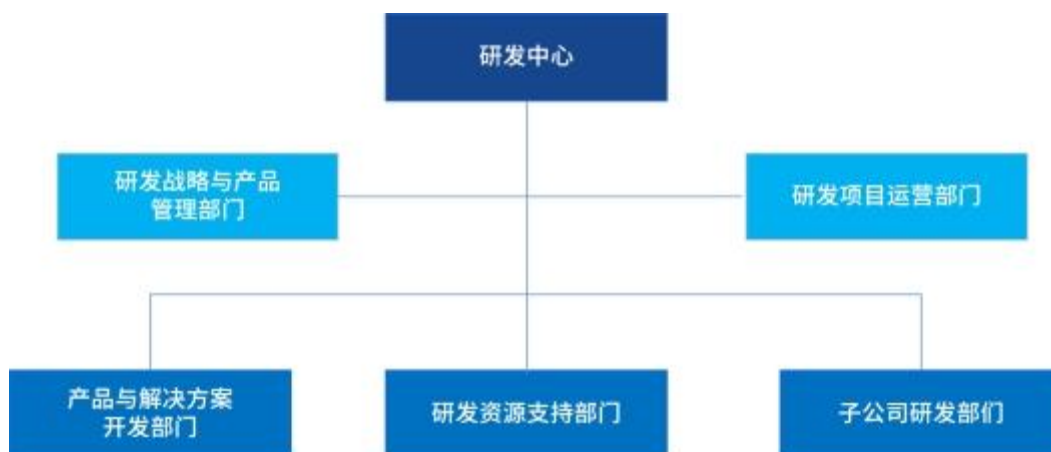 研发中心
研发战略与产品
管理部门
研发项目运营部门
产品与解决方案
开发部门
研发资源支持部门
子公司研发部们